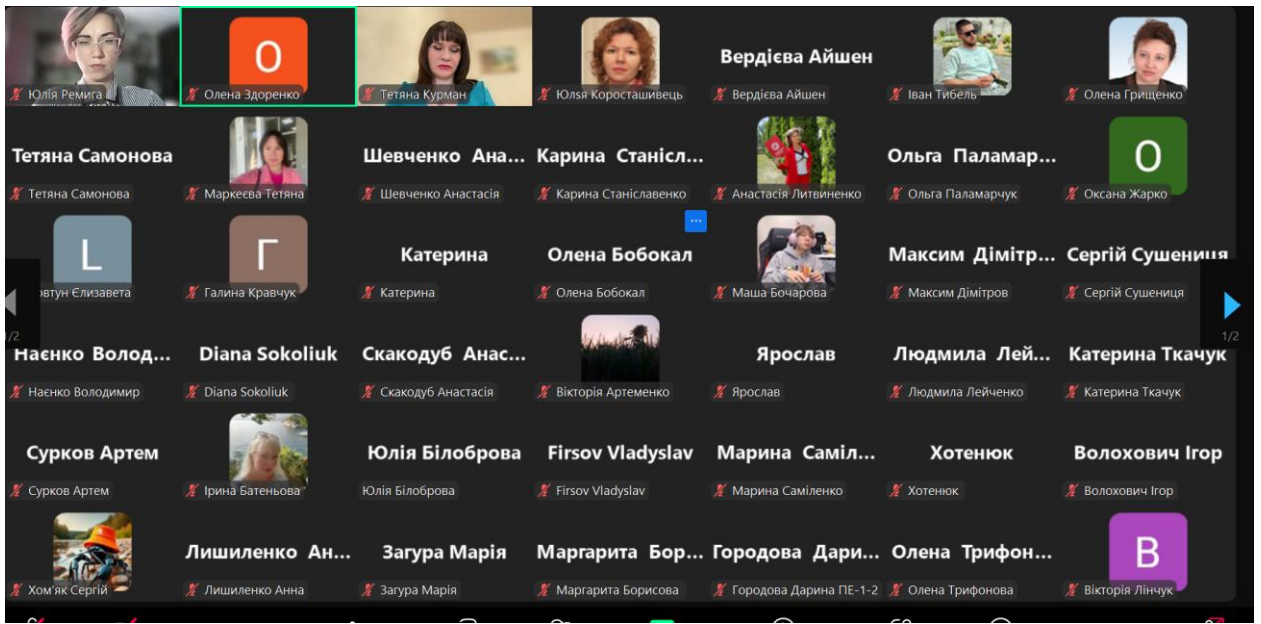 Юлія Ремига
О
Олена Здоренко
Тетяна Курман
Юлся Коросташивець
Вердієва Айшен
Вердієва Айшен
Іван Тибель
Олена Грищенко
Тетяна Самонова
Тетяна Самонова
Маркеєва Тетяна
Шевченко Ана...
Шевченко Анастасія
Карина Станісл...
Карина Станіславенко
Анастасія Литвиненко
Ольга Паламар...
Ольга Паламарчук
О
Оксана Жарко
L
овтун Єлизавета
Г
Галина Кравчук
Катерина
Катерина
Олена Бобокал
Олена Бобокал
Маша Бочарова
Максим Дімітр...
Максим Дімітров
Сергій Сушениця
Сергій Сушениця
1/2
1/2
Наєнко Волод...
Наєнко Володимир
Diana Sokoliuk
Diana Sokoliuk
Скакодуб Анас...
Скакодуб Анастасія
Вікторія Артеменко
Ярослав
Ярослав
Людмила Лей...
Людмила Лейченко
Катерина Ткачук
Катерина Ткачук
Сурков Артем
Сурков Артем
Ірина Батеньова
Юлія Білоброва
Юлія Білоброва
Firsov Vladyslav
Firsov Vladyslav
Марина Саміл...
Марина Саміленко
Хотенюк
Хотенюк
Волохович Ігор
Волохович Ігор
Хом'як Сергій
Лишиленко Ан...
Лишиленко Анна
Загура Марія
Загура Марія
Маргарита Бор...
Маргарита Борисова
Городова Дари...
Городова Дарина ПЕ-1-2
Олена Трифон...
Олена Трифонова
В
Вікторія Лінчук